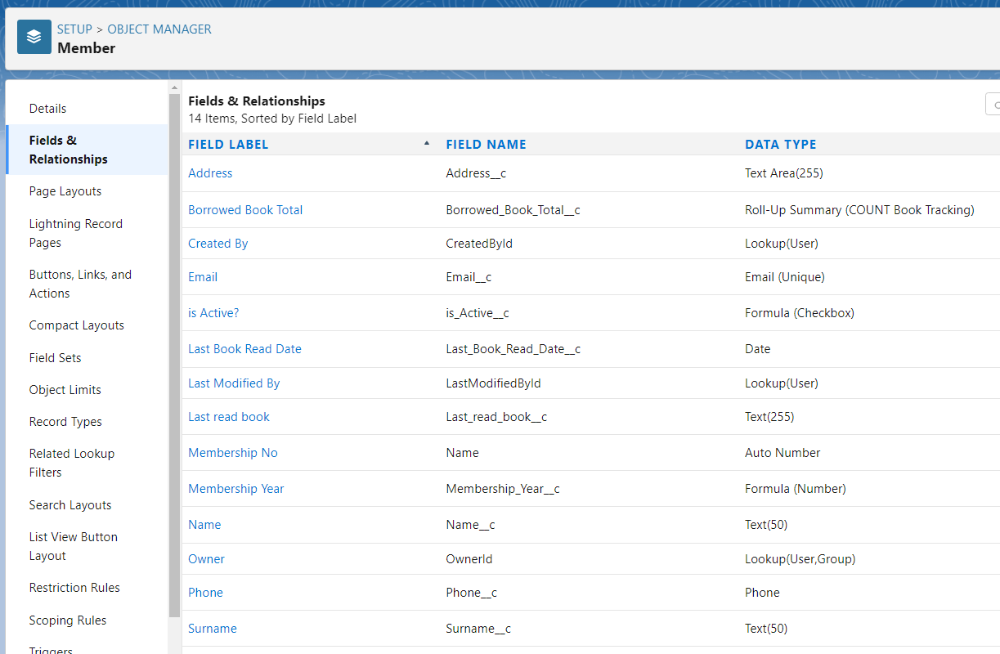 SETUP > OBJECT MANAGER
Member
Details
Fields &
Relationships
Page Layouts
Lightning Record
Pages
Buttons, Links, and
Actions
Compact Layouts
Field Sets
Object Limits
Record Types
Related Lookup
Filters
Search Layouts
List View Button
Layout
Restriction Rules
Scoping Rules
Triggers
Fields & Relationships
14 Items, Sorted by Field Label
FIELD LABEL FIELD NAME DATA TYPE
Address Address__c Text Area(255)
Borrowed Book Total Borrowed_Book_Total__c Roll-Up Summary (COUNT Book Tracking)
Created By CreatedById Lookup(User)
Email Email__c Email (Unique)
is Active? is_Active__c Formula (Checkbox)
Last Book Read Date Last_Book_Read_Date__c Date
Last Modified By LastModifiedById Lookup(User)
Last read book Last_read_book__c Text(255)
Membership No Name Auto Number
Membership Year Membership_Year__c Formula (Number)
Name Name__c Text(50)
Owner OwnerId Lookup(User,Group)
Phone Phone__c Phone
Surname Surname__c Text(50)